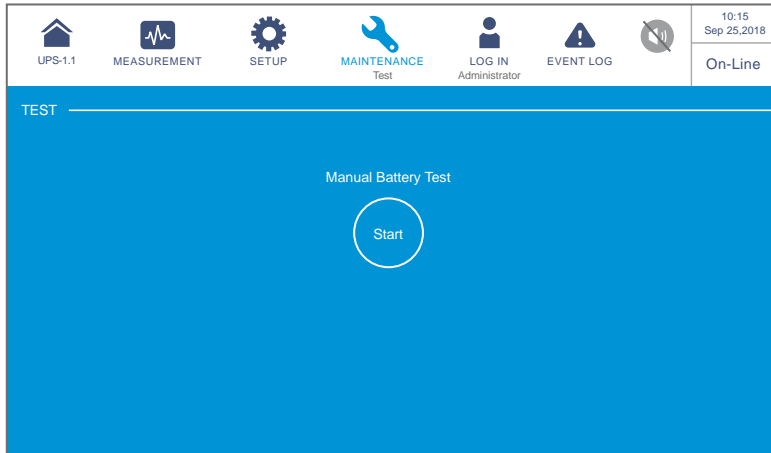 UPS-1.1
MEASUREMENT
SETUP
MAINTENANCE
Test
LOG IN
Administrator
EVENT LOG
10:15
Sep 25,2018
On-Line
TEST
Manual Battery Test
Start